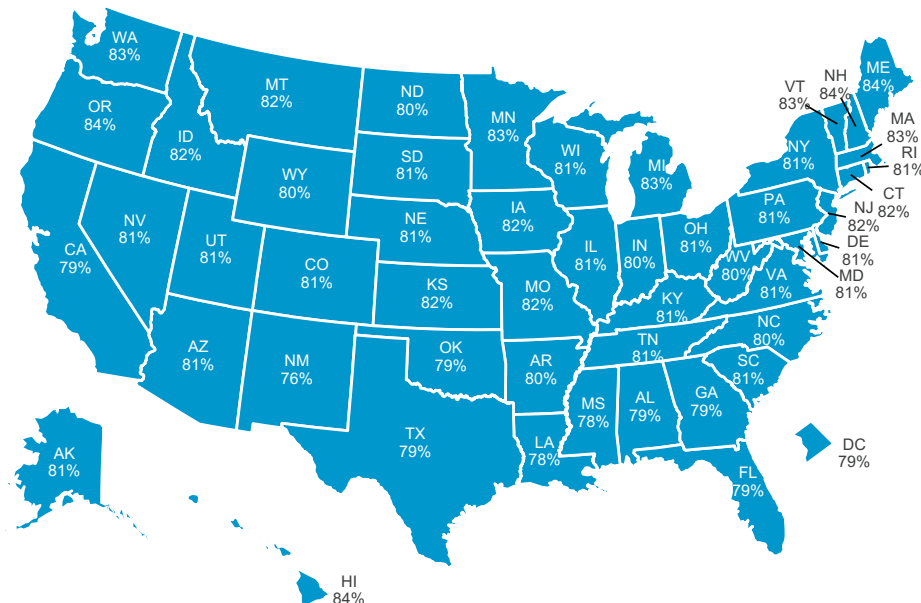 WA
83%
OR
84%
ID
82%
MT
82%
ND
80%
MN
83%
SD
81%
WY
80%
NE
81%
IA
82%
WI
81%
MI
83%
NV
81%
UT
81%
CA
79%
CO
81%
KS
82%
MO
82%
IL
81%
IN
80%
OH
81%
KY
81%
WV
80%
VA
81%
PA
81%
NY
81%
VT
83%
NH
84%
ME
84%
MA
83%
RI
81%
CT
82%
NJ
82%
DE
81%
MD
81%
AZ
81%
NM
76%
OK
79%
AR
80%
TN
81%
NC
80%
SC
81%
MS
78%
AL
79%
GA
79%
TX
79%
LA
78%
FL
79%
DC
79%
AK
81%
HI
84%